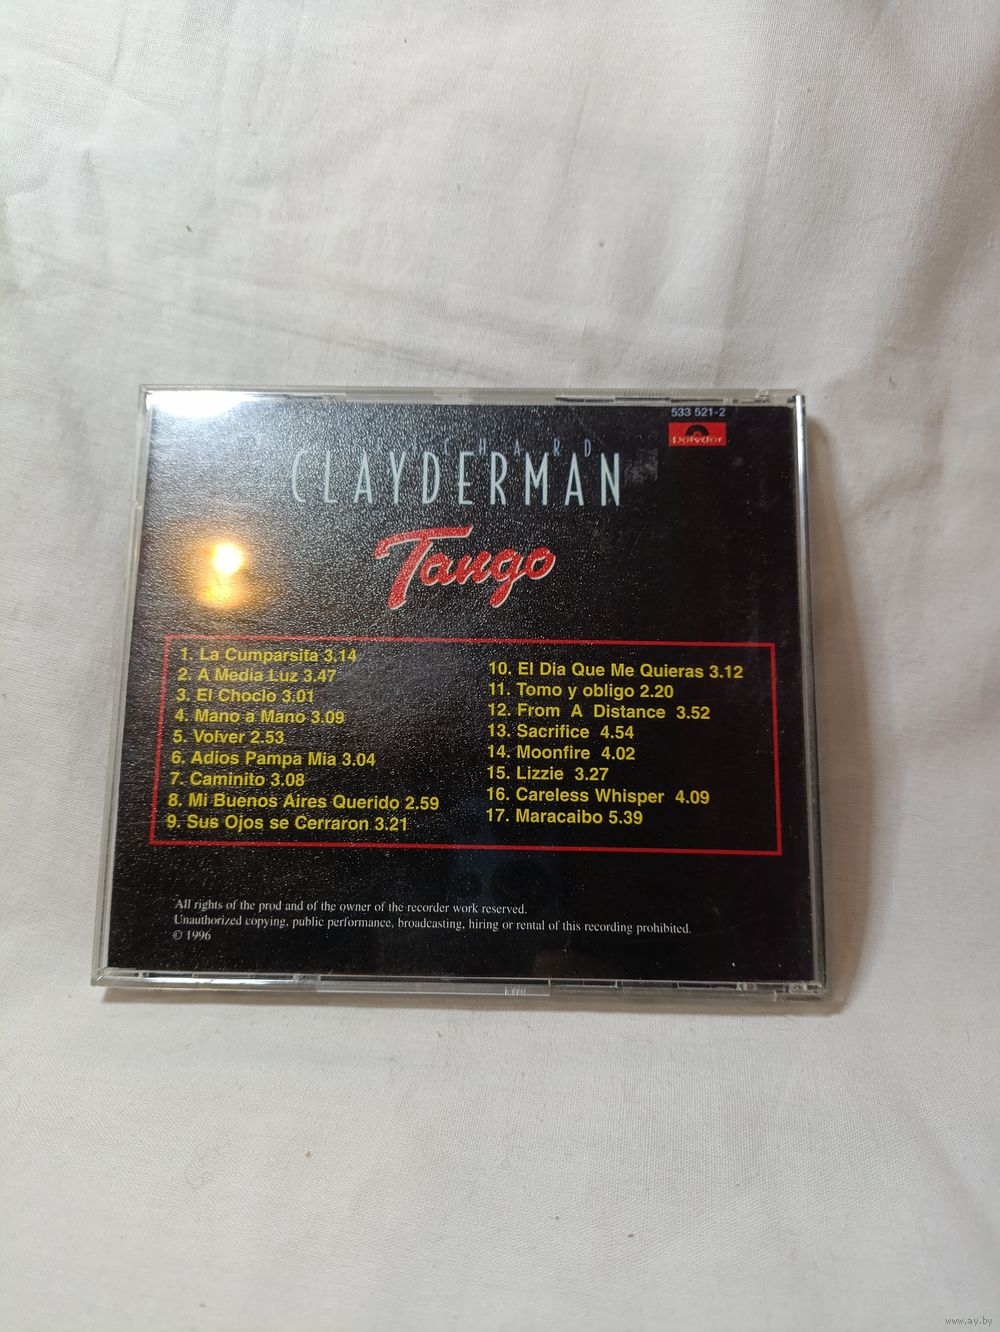 533 521-2
polydor
RICHARD
CLAYDERMAN
Tango
1. La Cumparsita 3.14
2. A Media Luz 3.47
3. El Choclo 3.01
4. Mano a Mano 3.09
5. Volver 2.53
6. Adios Pampa Mia 3.04
7. Caminito 3.08
8. Mi Buenos Aires Querido 2.59
9. Sus Ojos se Cerraron 3.21
10. El Dia Que Me Quieras 3.12
11. Tomo y obligo 2.20
12. From A Distance 3.52
13. Sacrifice 4.54
14. Moonfire 4.02
15. Lizzie 3.27
16. Careless Whisper 4.09
17. Maracaibo 5.39
All rights of the prod and of the owner of the recorder work reserved.
Unauthorized copying, public performance, broadcasting, hiring or rental of this recording prohibited.
© 1996
www.ay.by